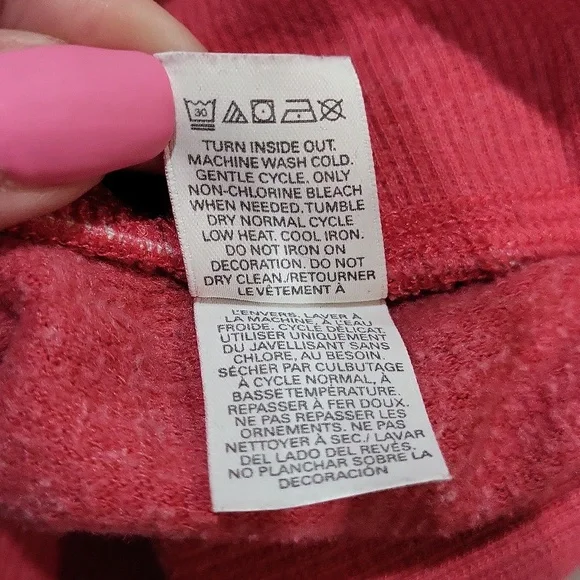 30
TURN INSIDE OUT.
MACHINE WASH COLD.
GENTLE CYCLE. ONLY
NON-CHLORINE BLEACH
WHEN NEEDED. TUMBLE
DRY NORMAL CYCLE
LOW HEAT. COOL IRON.
DO NOT IRON ON
DECORATION. DO NOT
DRY CLEAN./RETOURNER
LE VÊTEMENT À
L'ENVERS. LAVER À
LA MACHINE À L'EAU
FROIDE. CYCLE DÉLICAT.
UTILISER UNIQUEMENT
DU JAVELLISANT SANS
CHLORE, AU BESOIN.
SÉCHER PAR CULBUTAGE
À CYCLE NORMAL, À
BASSE TEMPÉRATURE.
REPASSER À FER DOUX.
NE PAS REPASSER LES
ORNEMENTS. NE PAS
NETTOYER À SEC./ LAVAR
DEL LADO DEL REVÉS.
NO PLANCHAR SOBRE LA
DECORACIÓN